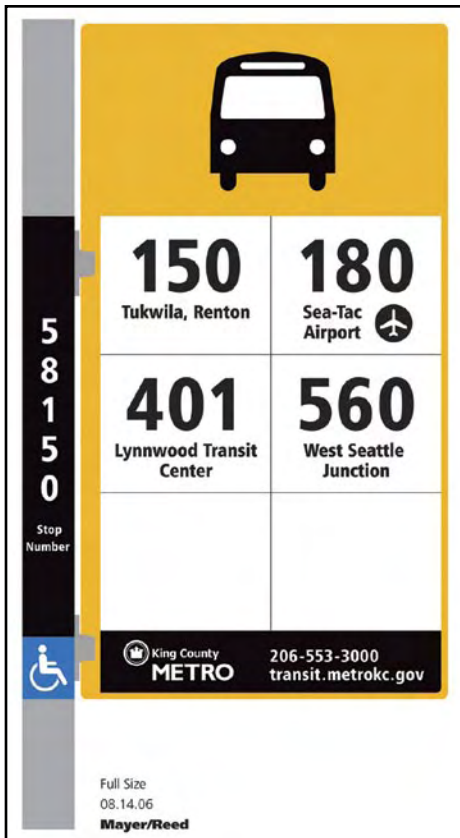 5
8
1
5
0
Stop
Number
150
Tukwila, Renton
180
Sea-Tac
Airport
401
Lynnwood Transit
Center
560
West Seattle
Junction
King County
METRO
206-553-3000
transit.metrokc.gov
Full Size
08.14.06
Mayer/Reed